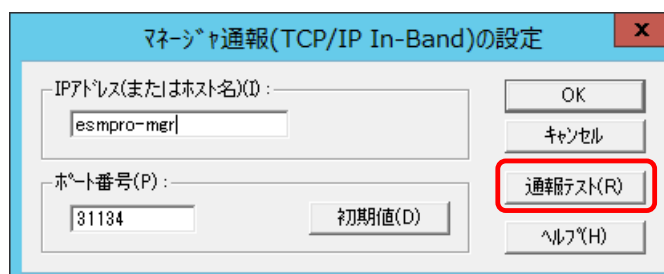 ﾏﾈｰｼﾞｬ通報(TCP/IP In-Band)の設定
x
IPｱﾄﾞﾚｽ(またはﾎｽﾄ名)(I) :
esmpro-mgr
OK
ｷｬﾝｾﾙ
ﾎﾟｰﾄ番号(P) :
31134
初期値(D)
通報ﾃｽﾄ(R)
ﾍﾙﾌﾟ(H)